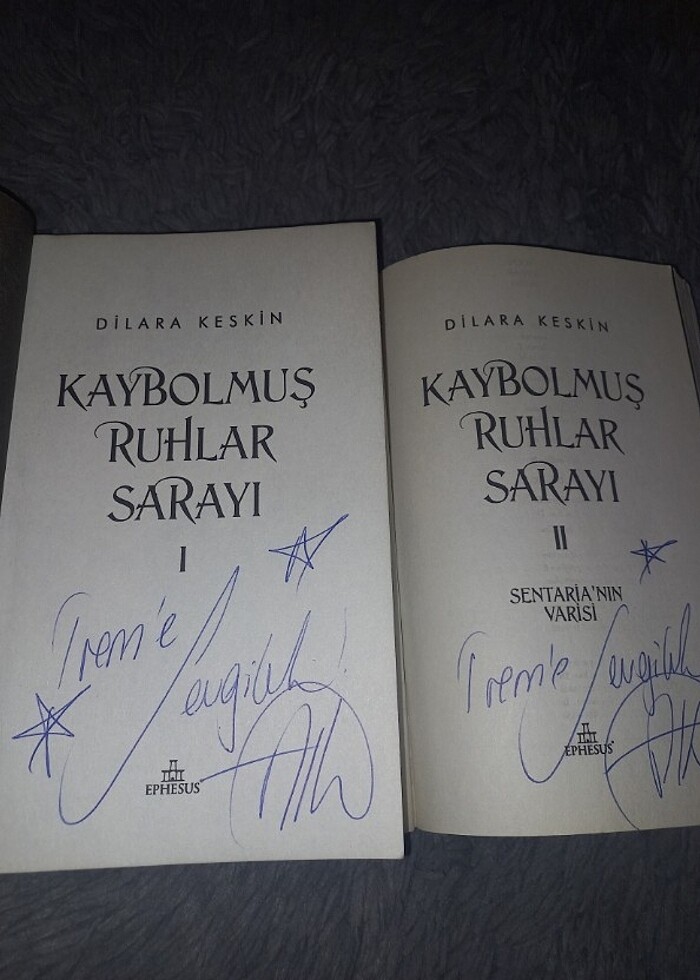 DİLARA KESKİN
KAYBOLMUŞ
RUHLAR
SARAYI
I
İrem'e
Sevgilerle!
EPHESUS
DİLARA KESKİN
KAYBOLMUŞ
RUHLAR
SARAYI
II
SENTARİA'NIN
VARİSİ
İrem'e
EPHESUS